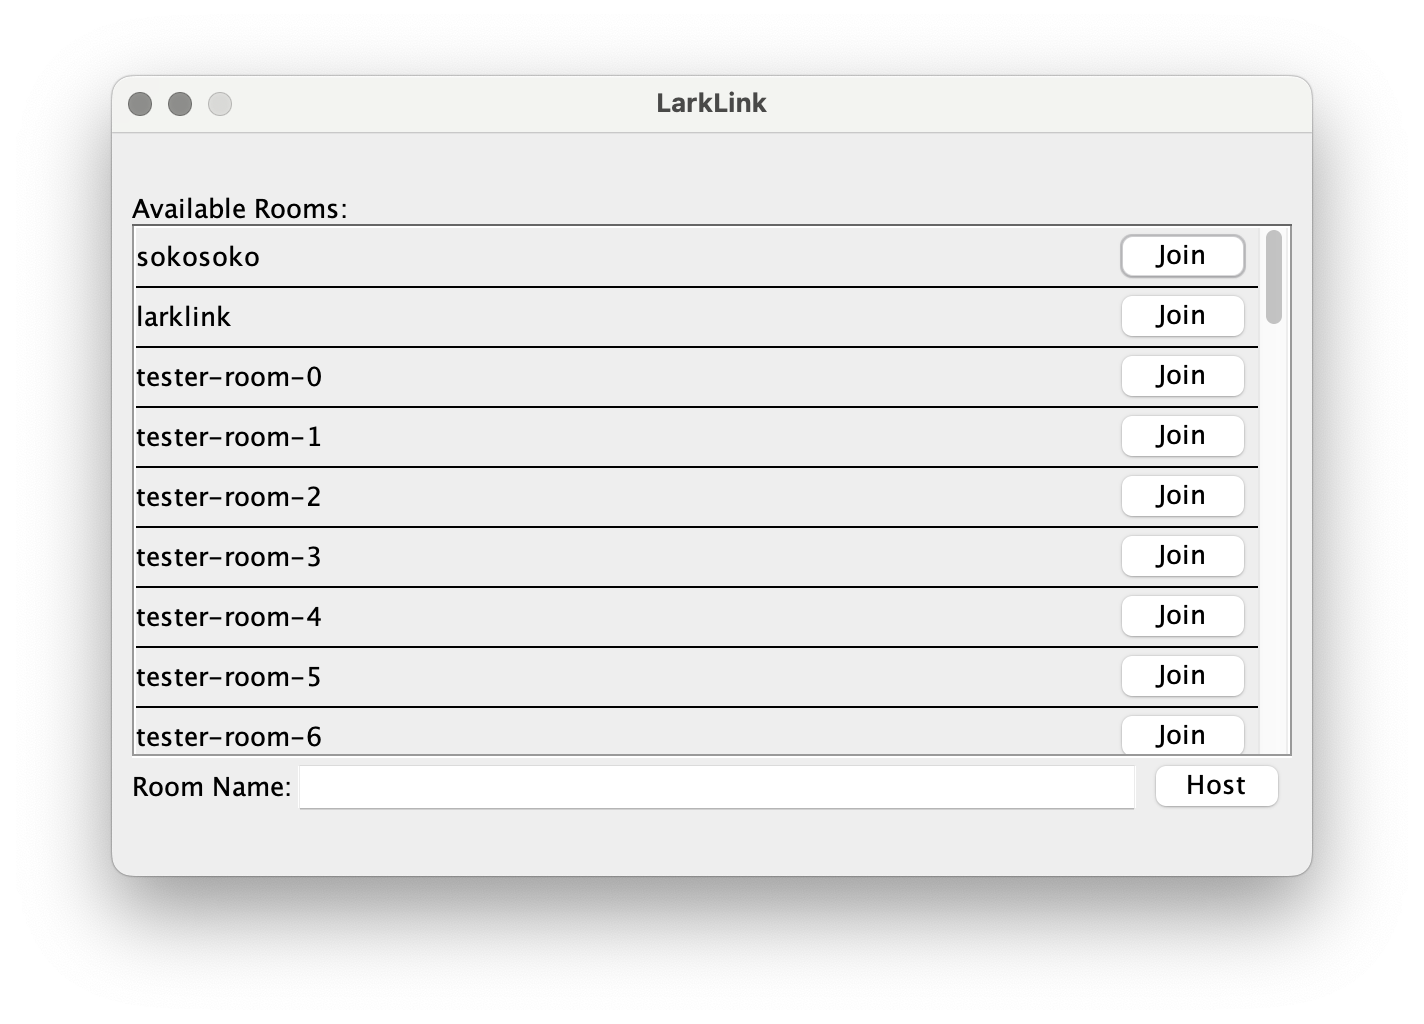 LarkLink
Available Rooms:
sokosoko Join
larklink Join
tester-room-0 Join
tester-room-1 Join
tester-room-2 Join
tester-room-3 Join
tester-room-4 Join
tester-room-5 Join
tester-room-6 Join
Room Name: Host